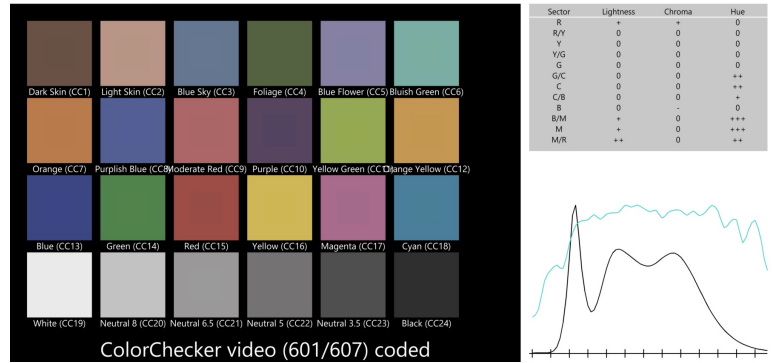 Dark Skin (CC1) Light Skin (CC2) Blue Sky (CC3) Foliage (CC4) Blue Flower (CC5) Bluish Green (CC6)
Orange (CC7) Purplish Blue (CC8) Moderate Red (CC9) Purple (CC10) Yellow Green (CC11) Orange Yellow (CC12)
Blue (CC13) Green (CC14) Red (CC15) Yellow (CC16) Magenta (CC17) Cyan (CC18)
White (CC19) Neutral 8 (CC20) Neutral 6.5 (CC21) Neutral 5 (CC22) Neutral 3.5 (CC23) Black (CC24)
ColorChecker video (601/607) coded
Sector Lightness Chroma Hue
R + + 0
R/Y 0 0 0
Y 0 0 0
Y/G 0 0 0
G 0 0 0
G/C 0 0 ++
C 0 0 ++
C/B 0 0 +
B 0 - 0
B/M + 0 +++
M + 0 +++
M/R ++ 0 ++